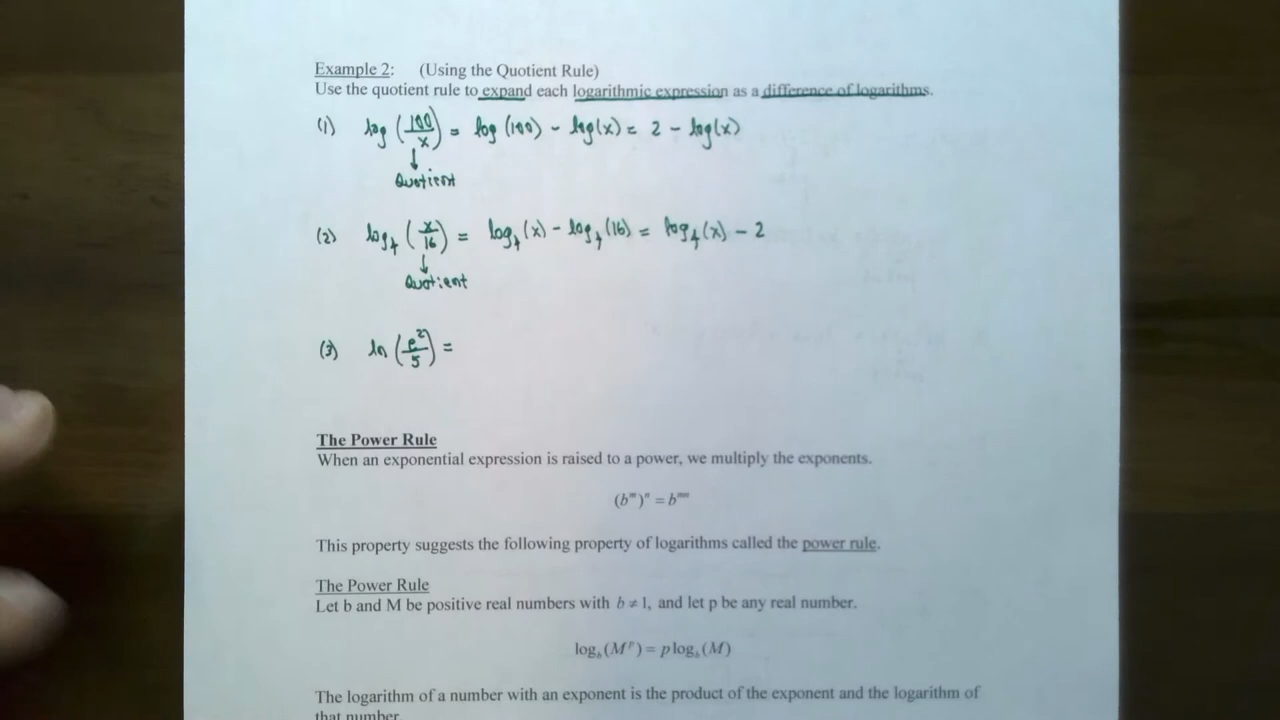 Example 2: (Using the Quotient Rule)
Use the quotient rule to expand each logarithmic expression as a difference of logarithms.
(1) log (100/x) = log (100) - log(x) = 2 - log(x)
↓
Quotient
(2) log₄ (x/16) = log₄(x) - log₄(16) = log₄(x) - 2
↓
Quotient
(3) ln (e²/5) =
The Power Rule
When an exponential expression is raised to a power, we multiply the exponents.
(bᵐ)ⁿ = bᵐⁿ
This property suggests the following property of logarithms called the power rule.
The Power Rule
Let b and M be positive real numbers with b ≠ 1, and let p be any real number.
log_b(Mᵖ) = p log_b(M)
The logarithm of a number with an exponent is the product of the exponent and the logarithm of
that number.